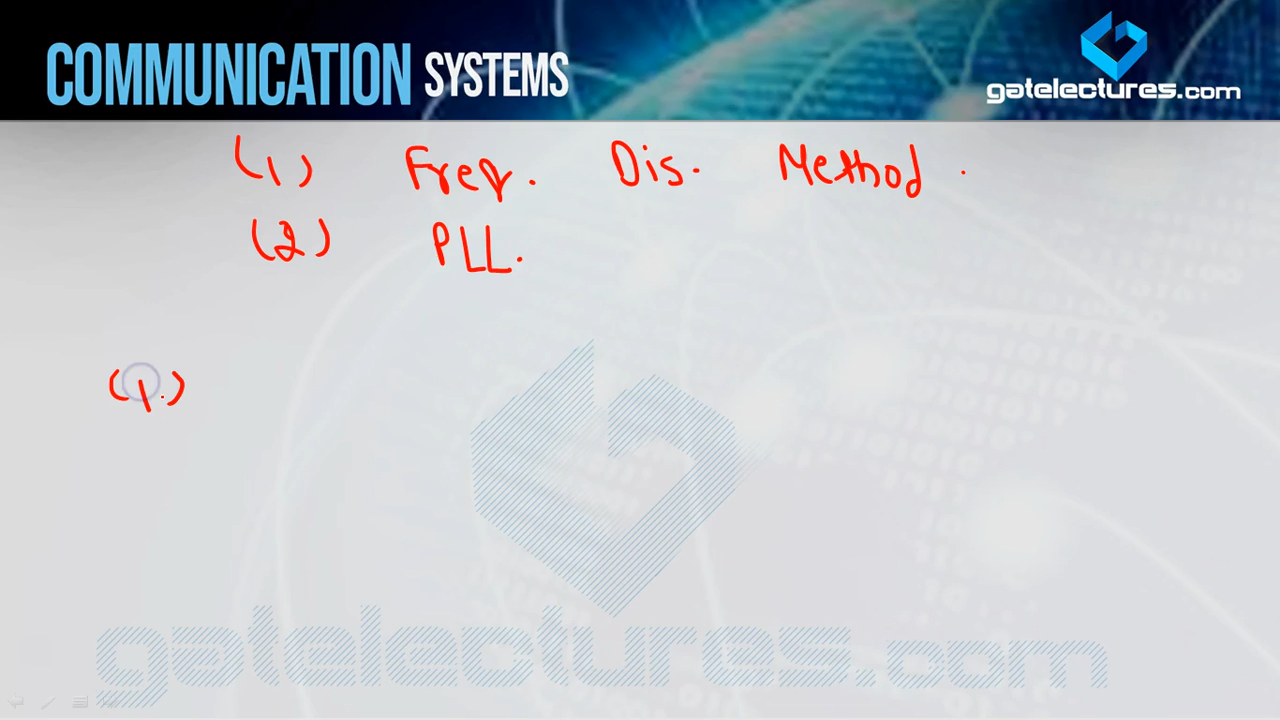 COMMUNICATION SYSTEMS
gatelectures.com
(1) Freq. Dis. Method.
(2) PLL.
(1.)
gatelectures.com